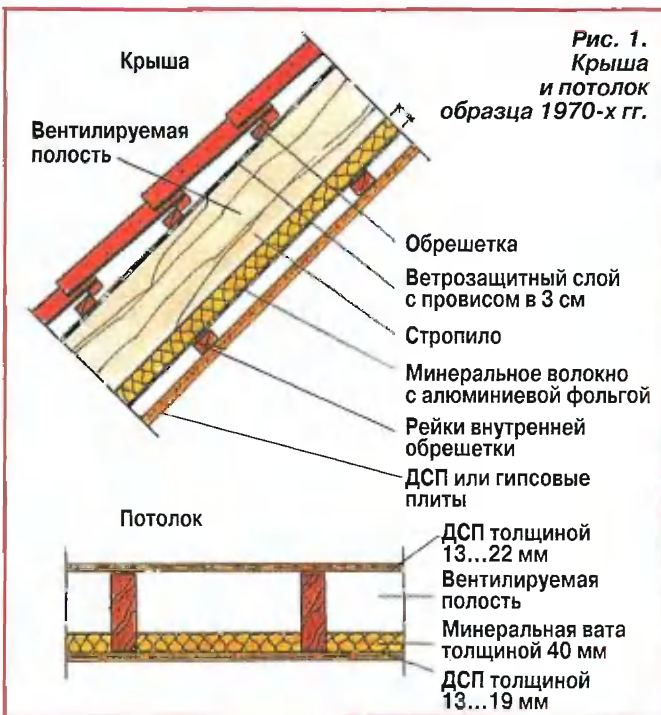 Рис. 1.
Крыша
и потолок
образца 1970-х гг.
Крыша
Вентилируемая
полость
Обрешетка
Ветрозащитный слой
с провисом в 3 см
Стропило
Минеральное волокно
с алюминиевой фольгой
Рейки внутренней
обрешетки
ДСП или гипсовые
плиты
Потолок
ДСП толщиной
13...22 мм
Вентилируемая
полость
Минеральная вата
толщиной 40 мм
ДСП толщиной
13...19 мм